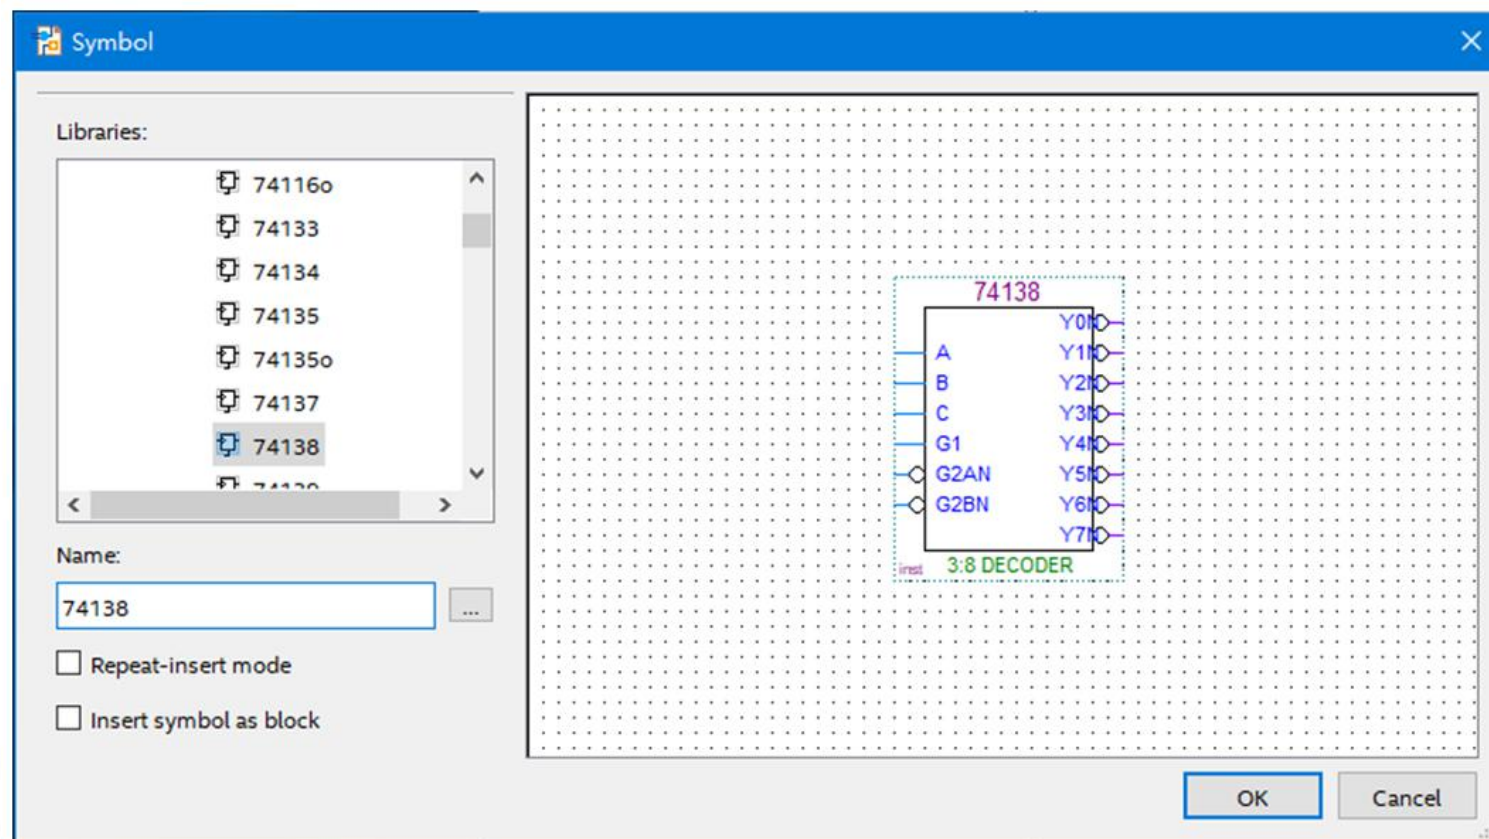 Symbol
Libraries:
74116o
74133
74134
74135
74135o
74137
74138
74139
Name:
74138
...
Repeat-insert mode
Insert symbol as block
74138
Y0N
A Y1N
B Y2N
C Y3N
G1 Y4N
G2AN Y5N
G2BN Y6N
Y7N
inst 3:8 DECODER
OK Cancel